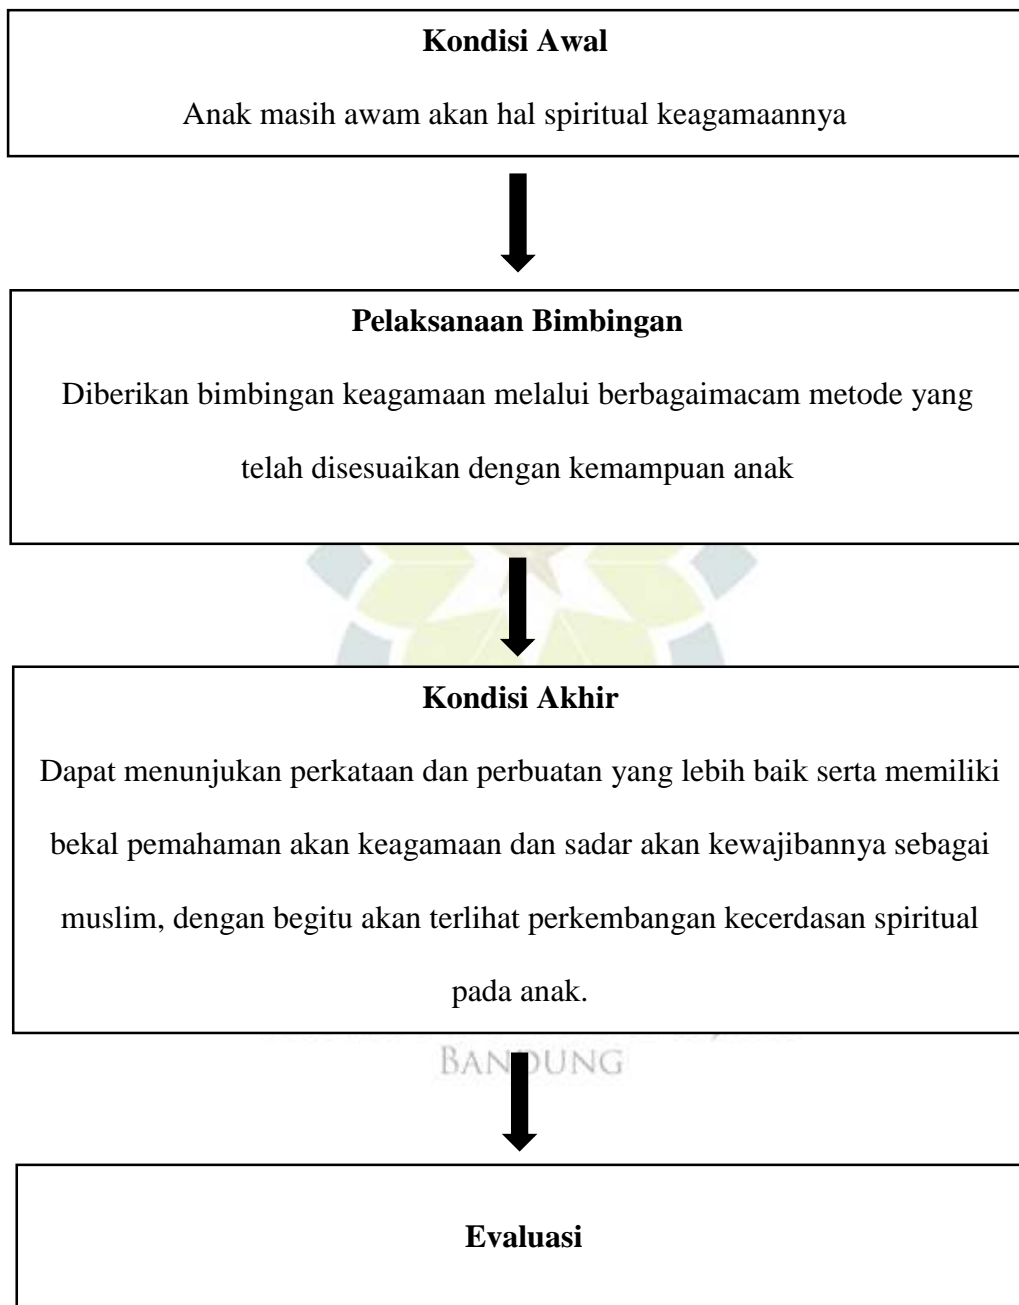 Kondisi Awal
Anak masih awam akan hal spiritual keagamaannya
Pelaksanaan Bimbingan
Diberikan bimbingan keagamaan melalui berbagaimacam metode yang
telah disesuaikan dengan kemampuan anak
Kondisi Akhir
Dapat menunjukan perkataan dan perbuatan yang lebih baik serta memiliki
bekal pemahaman akan keagamaan dan sadar akan kewajibannya sebagai
muslim, dengan begitu akan terlihat perkembangan kecerdasan spiritual
pada anak.
BANDUNG
Evaluasi